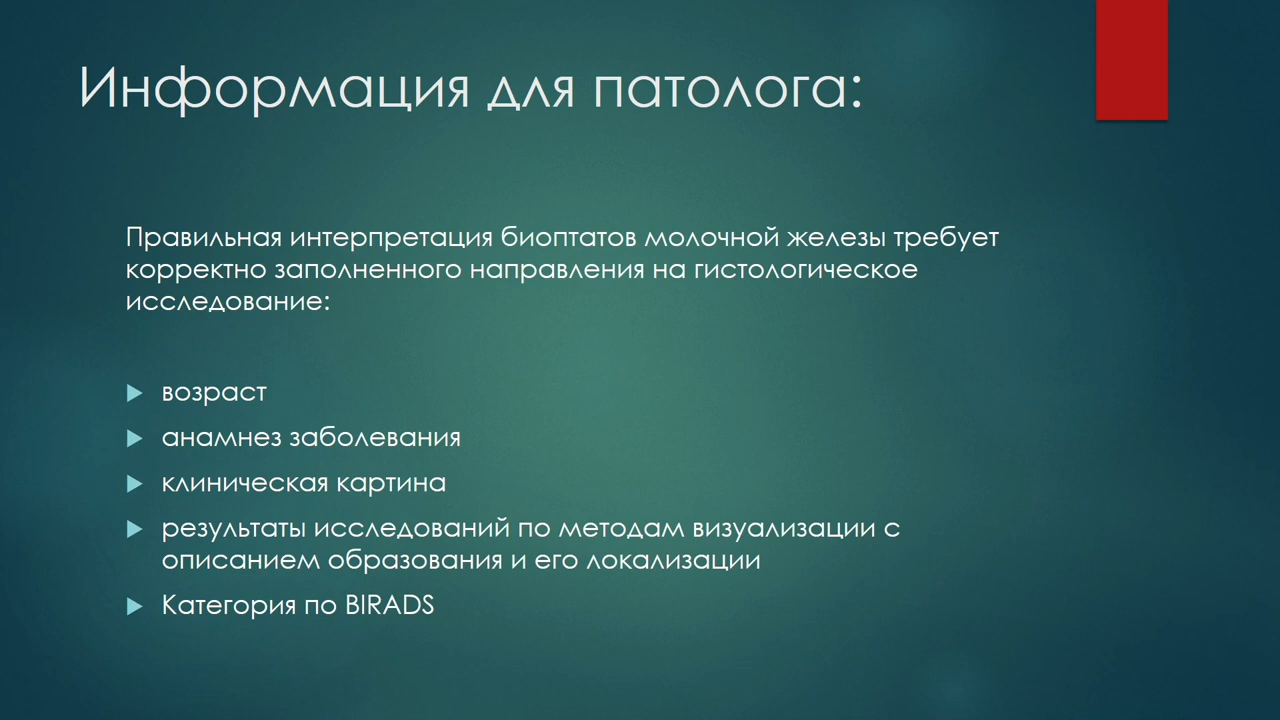 Информация для патолога:
Правильная интерпретация биоптатов молочной железы требует
корректно заполненного направления на гистологическое
исследование:
возраст
анамнез заболевания
клиническая картина
результаты исследований по методам визуализации с
описанием образования и его локализации
Категория по BIRADS